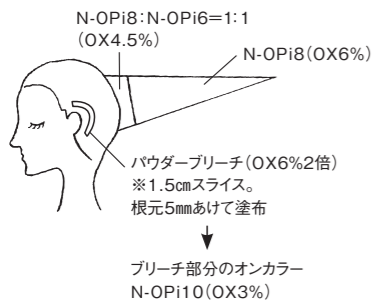 N-OPi8:N-OPi6=1:1
(OX4.5%)
N-OPi8(OX6%)
パウダーブリーチ(OX6%2倍)
※1.5cmスライス。
根元5mmあけて塗布
ブリーチ部分のオンカラー
N-OPi10(OX3%)